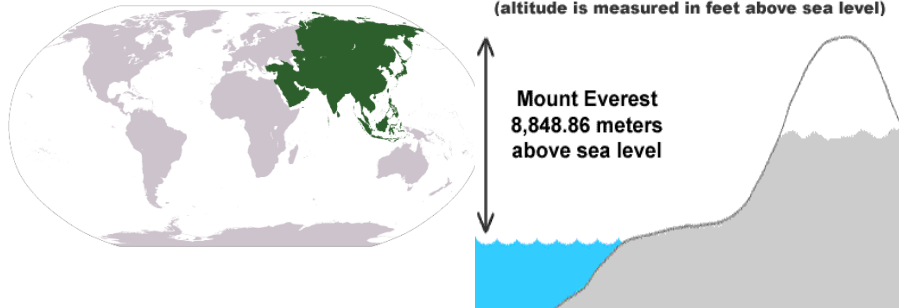 (altitude is measured in feet above sea level)
Mount Everest
8,848.86 meters
above sea level